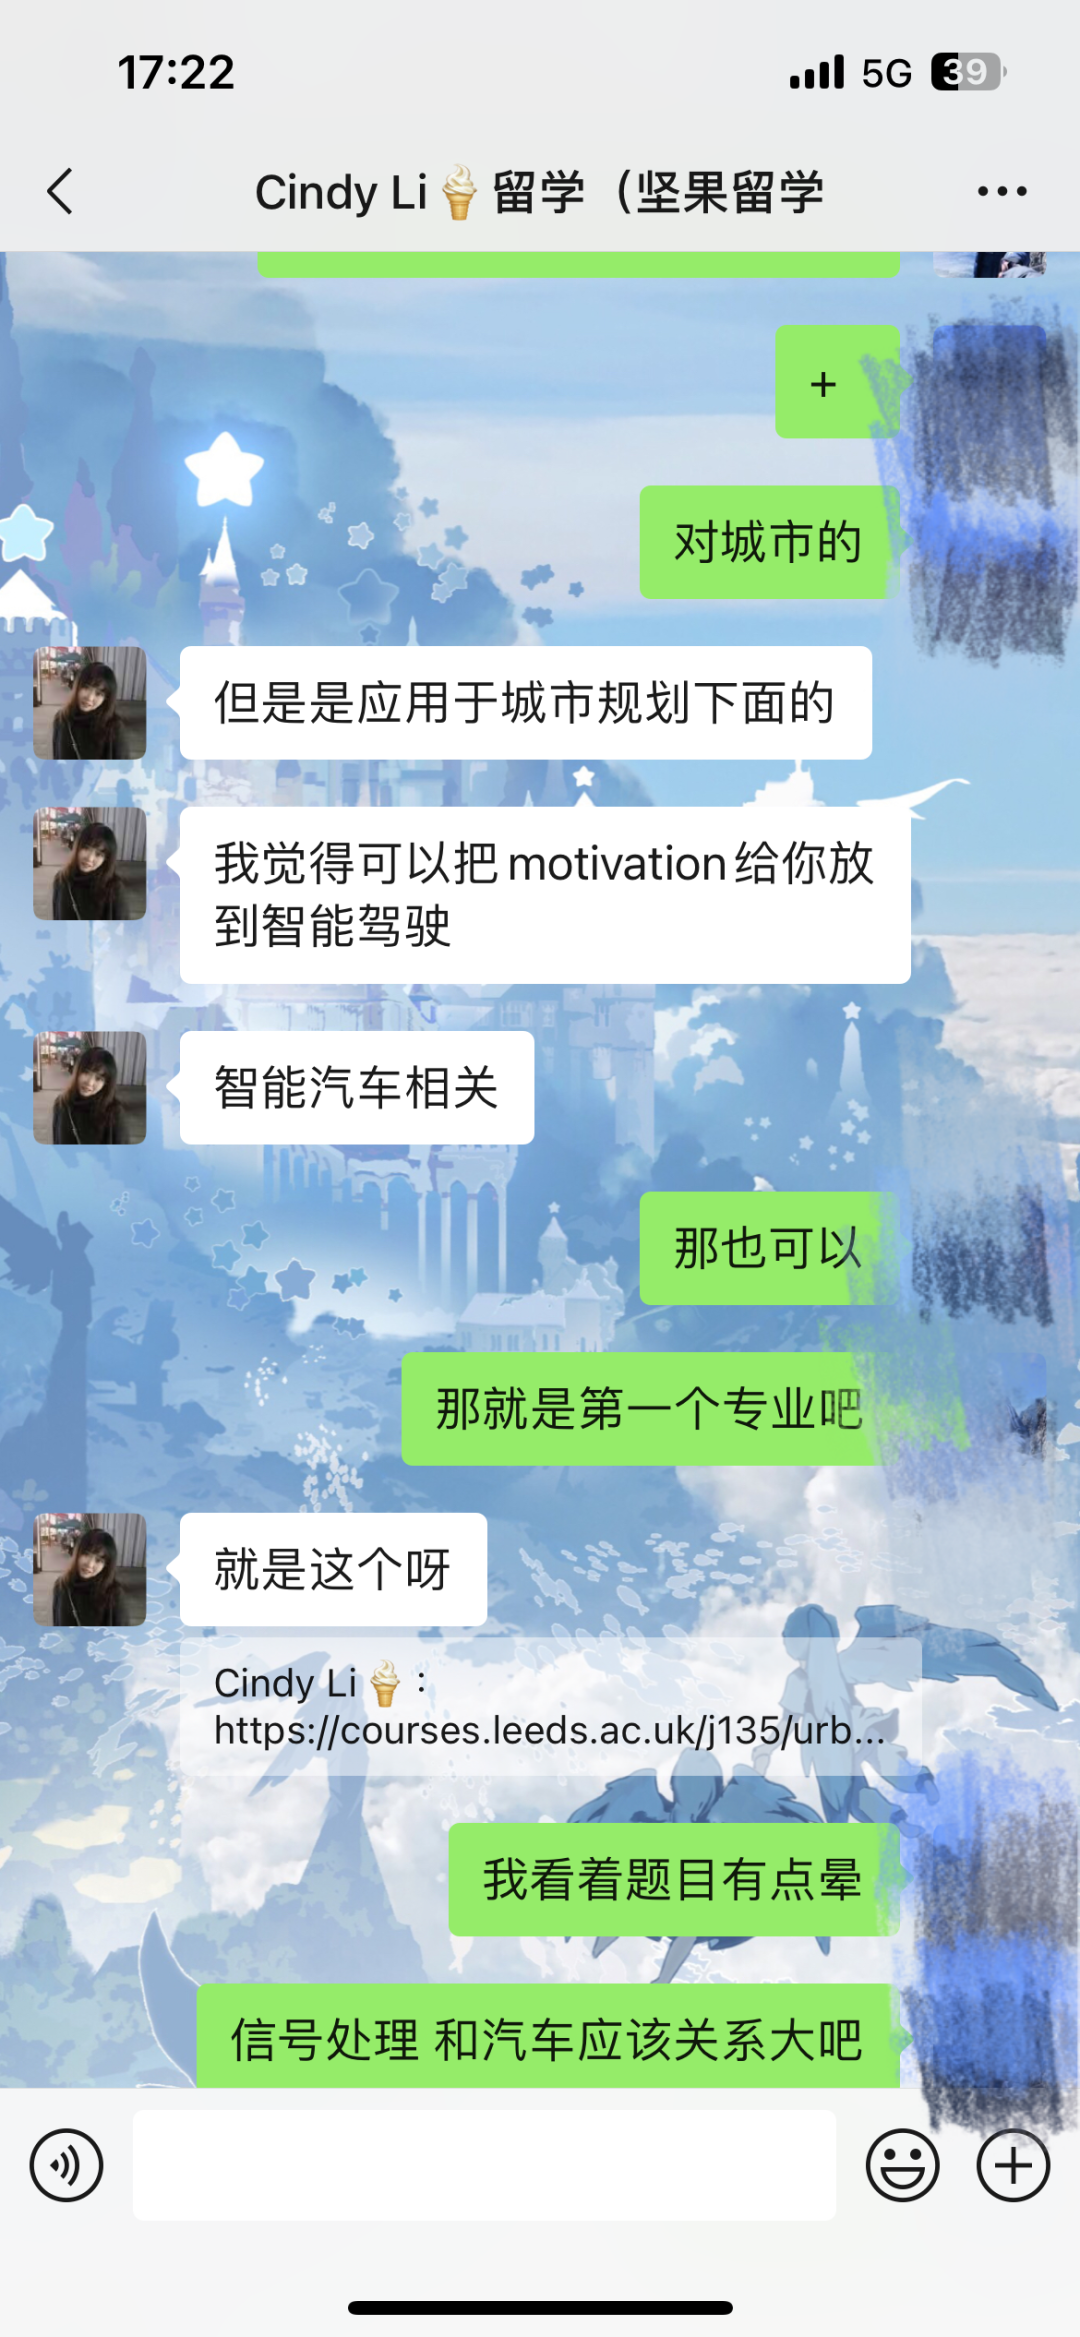 17:22
5G 39
Cindy Li🍦留学（坚果留学
+
对城市的
但是是应用于城市规划下面的
我觉得可以把motivation给你放
到智能驾驶
智能汽车相关
那也可以
那就是第一个专业吧
就是这个呀
Cindy Li🍦：
https://courses.leeds.ac.uk/j135/urb...
我看着题目有点晕
信号处理 和汽车应该关系大吧